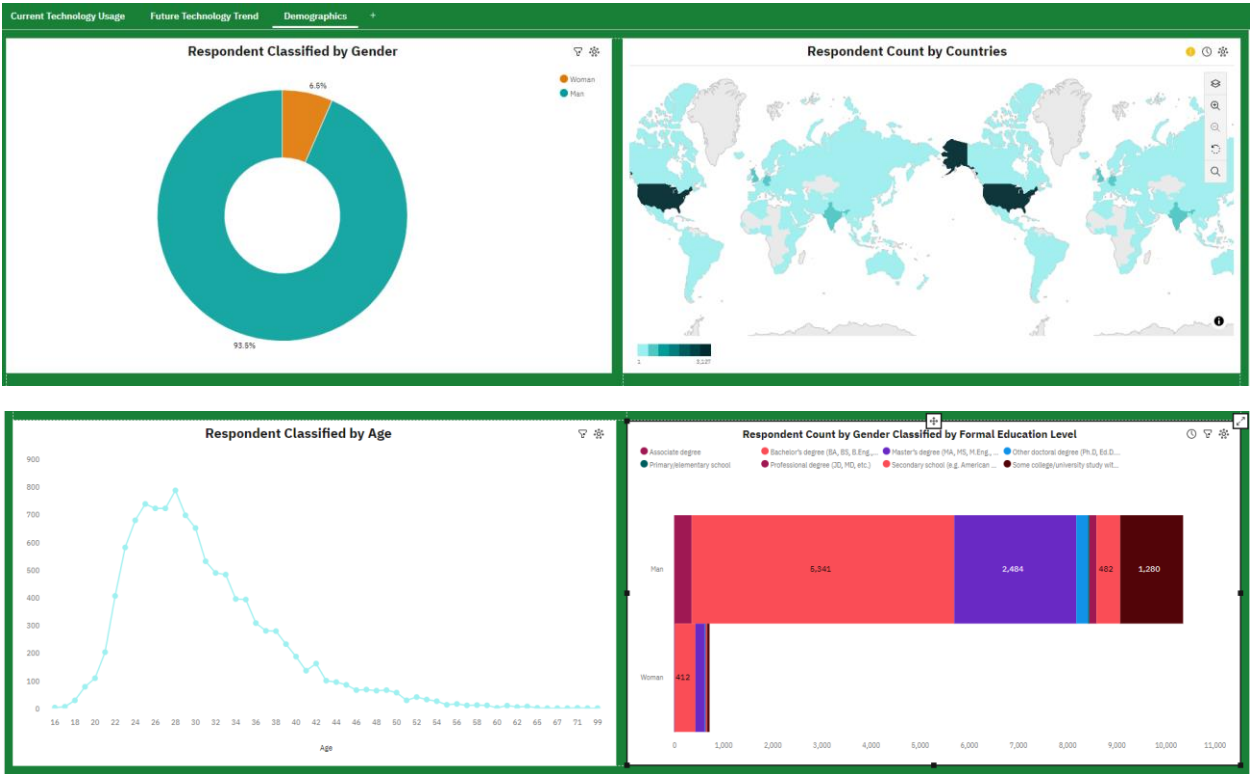 Current Technology Usage Future Technology Trend Demographics +
Respondent Classified by Gender
Woman
Man
6.5%
93.5%
Respondent Count by Countries
1 3,127
Respondent Classified by Age
900
800
700
600
500
400
300
200
100
0
16 18 20 22 24 26 28 30 32 34 36 38 40 42 44 46 48 50 52 54 56 58 60 62 65 67 71 99
Age
Respondent Count by Gender Classified by Formal Education Level
Associate degree Bachelor's degree (BA, BS, B.Eng.,... Master's degree (MA, MS, M.Eng., ... Other doctoral degree (Ph.D, Ed.D....
Primary/elementary school Professional degree (JD, MD, etc.) Secondary school (e.g. American ... Some college/university study wit...
Man 5,341 2,484 482 1,280
Woman 412
0 1,000 2,000 3,000 4,000 5,000 6,000 7,000 8,000 9,000 10,000 11,000